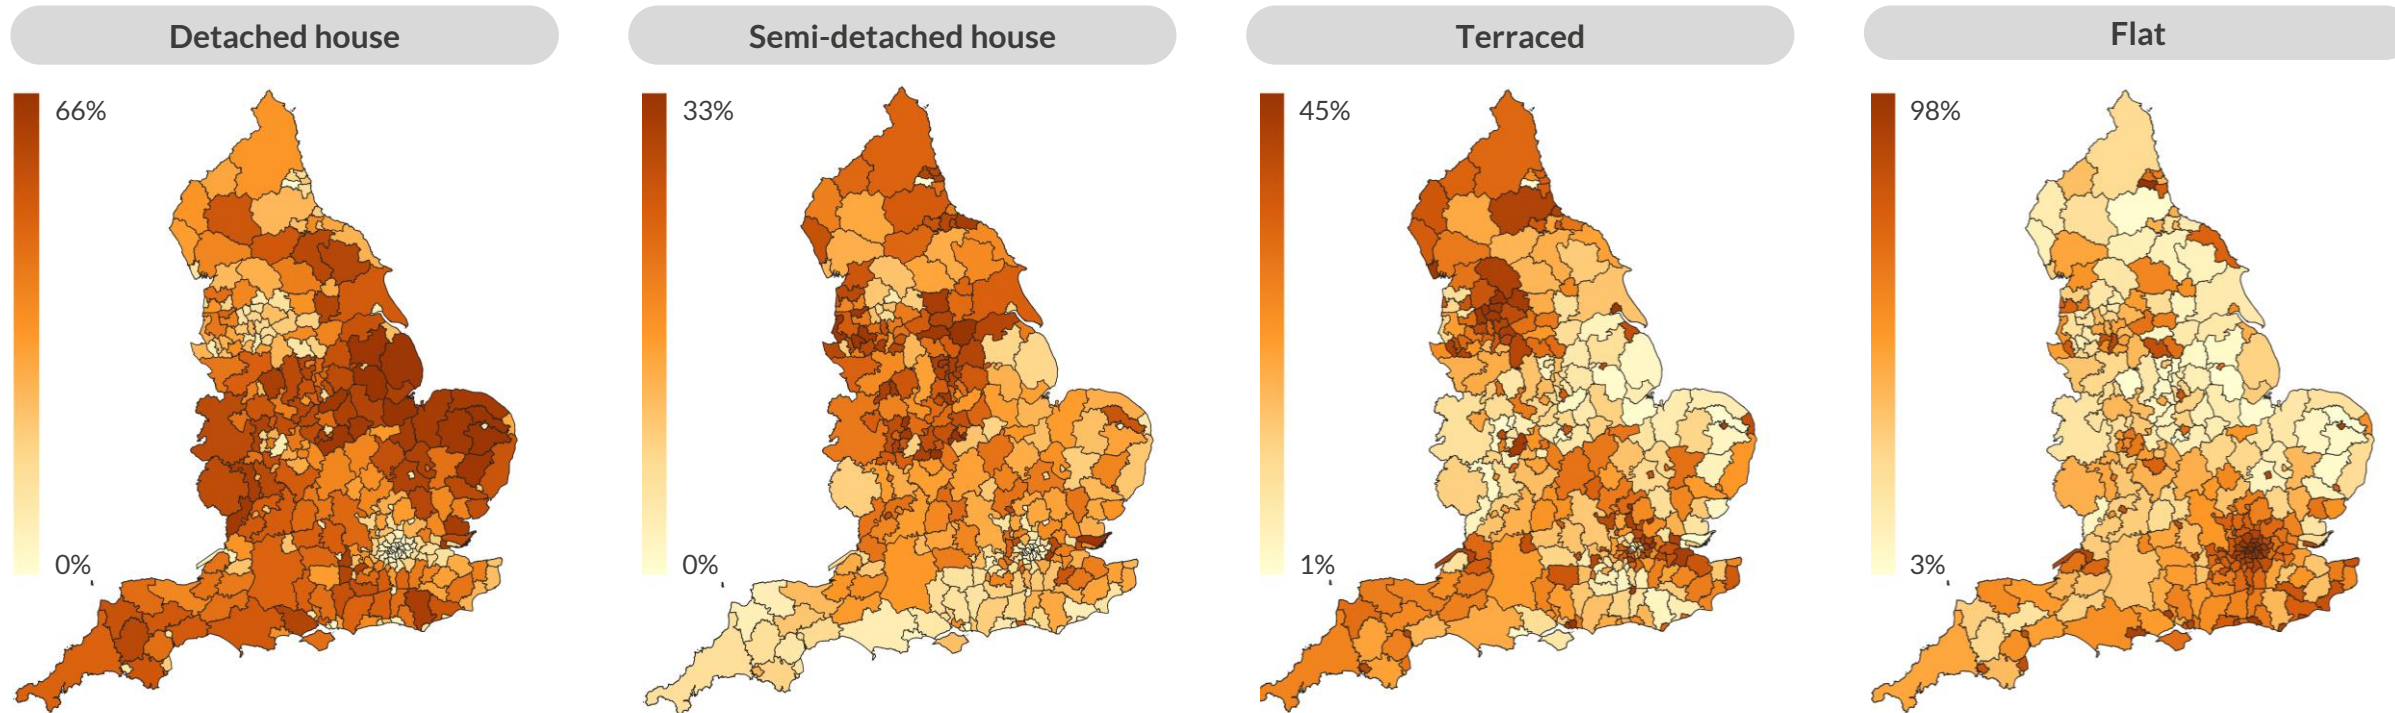 Detached house
Semi-detached house
Terraced
Flat
66%
33%
45%
98%
0%
0%
1%
3%